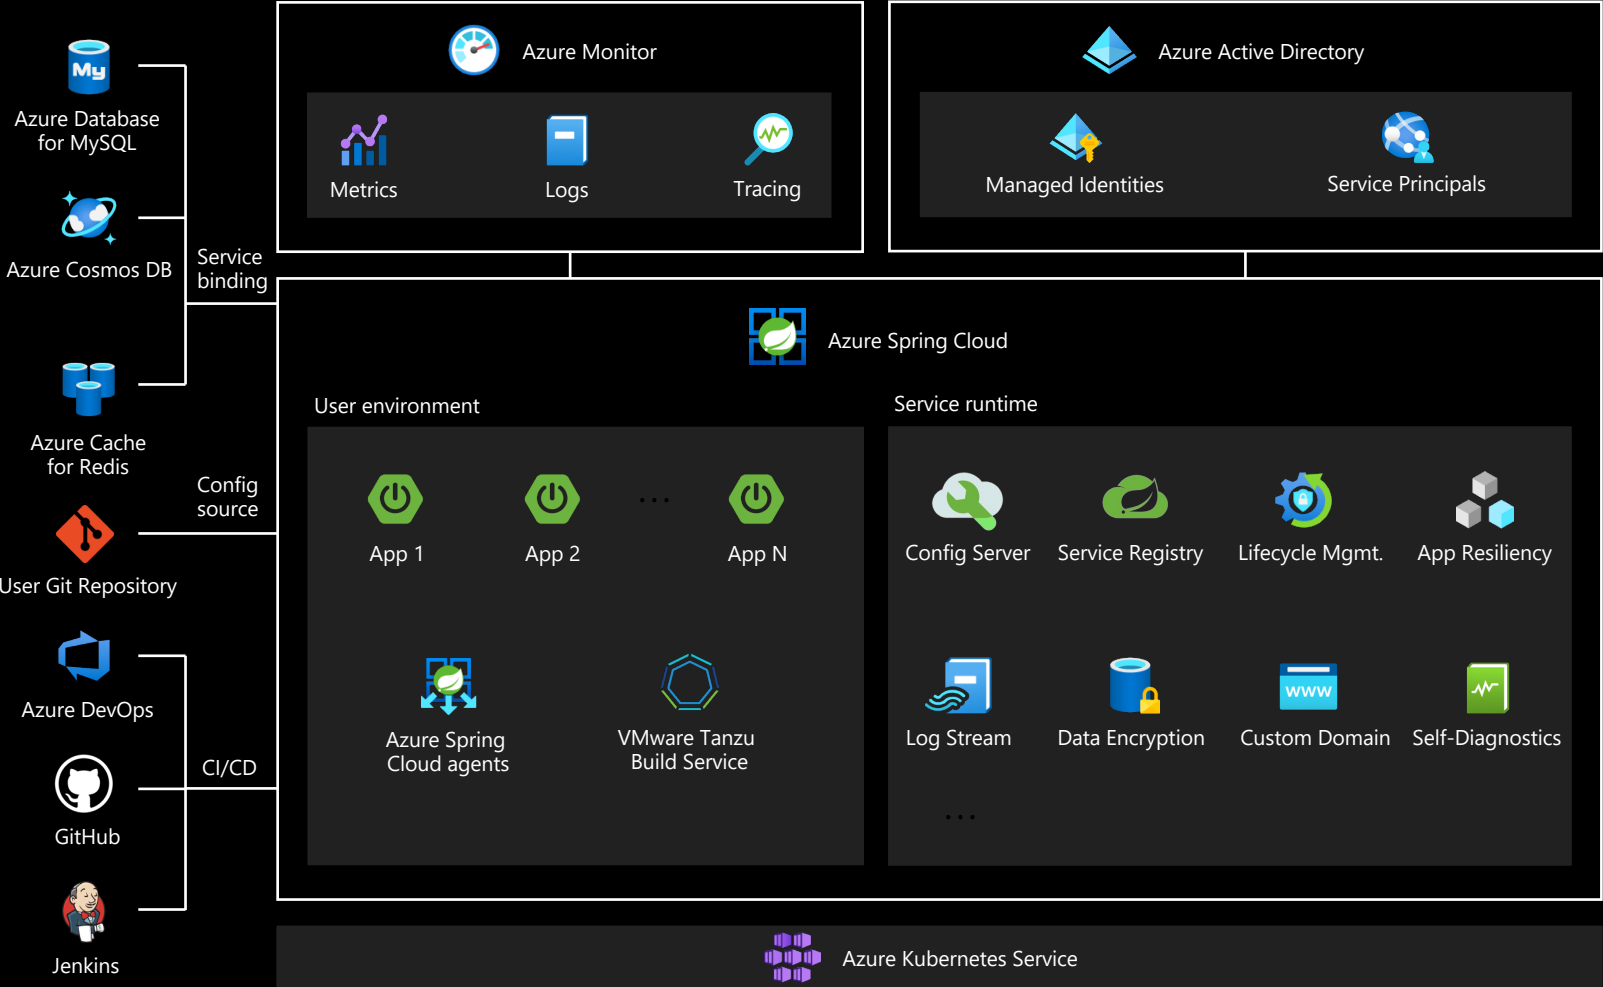 My
Azure Database
for MySQL
Azure Cosmos DB
Azure Cache
for Redis
User Git Repository
Azure DevOps
GitHub
Jenkins
Service
binding
Config
source
CI/CD
Azure Monitor
Metrics
Logs
Tracing
Azure Active Directory
Managed Identities
Service Principals
Azure Spring Cloud
User environment
App 1
App 2
...
App N
Azure Spring
Cloud agents
VMware Tanzu
Build Service
Service runtime
Config Server
Service Registry
Lifecycle Mgmt.
App Resiliency
Log Stream
Data Encryption
www
Custom Domain
Self-Diagnostics
...
Azure Kubernetes Service